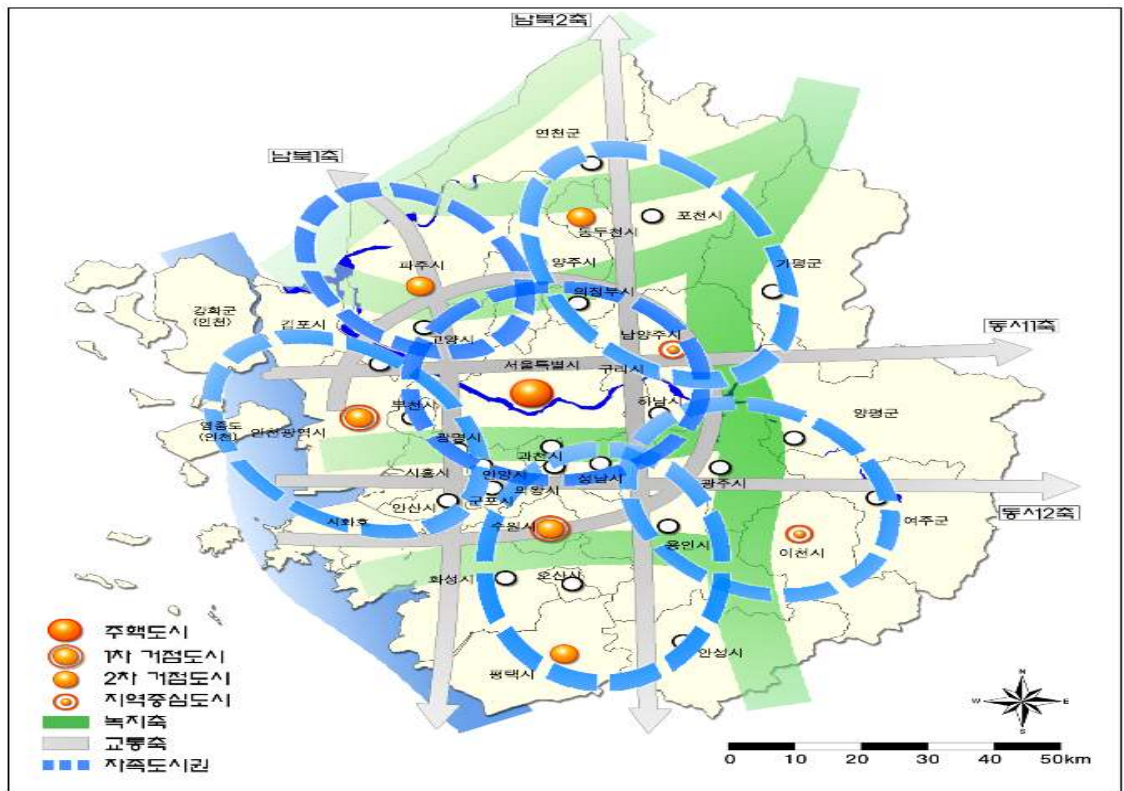 남북2축
연천군
남북1축
포천시
동두천시
양주시
가평군
파주시
강화군
(인천)
김포시
의정부시
고양시
남양주시
동서1축
서울특별시
구리시
부천시
하남시
양평군
영종도
(인천)
인천광역시
광명시
과천시
시흥시
안양시
성남시
광주시
의왕시
군포시
안산시
동서2축
여주군
시화호
수원시
용인시
이천시
화성시
오산시
안성시
평택시
주핵도시
1차 거점도시
2차 거점도시
지역중심도시
녹지축
교통축
자족도시권
N
W
E
S
0 10 20 30 40 50km